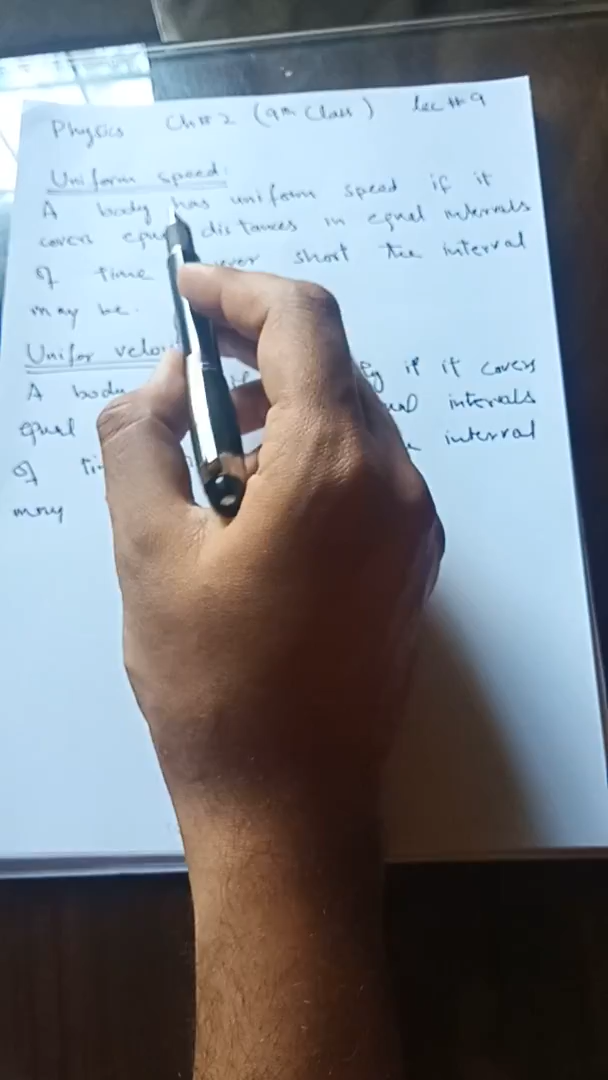 Physics Ch# 2 (9th Class) Lec # 9
Uniform speed:
A body has uniform speed if it
covers equal distances in equal intervals
of time ever short the interval
may be.
Unifor velo
A body if it covers
equal intervals
of interval
may